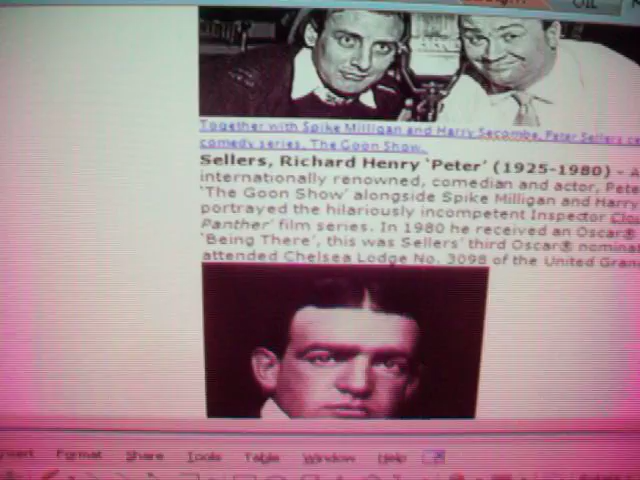 Together with Spike Milligan and Harry Secombe, Peter Sellers
comedy series, The Goon Show.
Sellers, Richard Henry ‘Peter’ (1925-1980) - A
internationally renowned, comedian and actor, Pete
‘The Goon Show’ alongside Spike Milligan and Harry
portrayed the hilariously incompetent Inspector Clo
Panther’ film series. In 1980 he received an Oscar®
‘Being There’, this was Sellers’ third Oscar® nomina
attended Chelsea Lodge No. 3098 of the United Gran
Format Share Tools Table Window Help